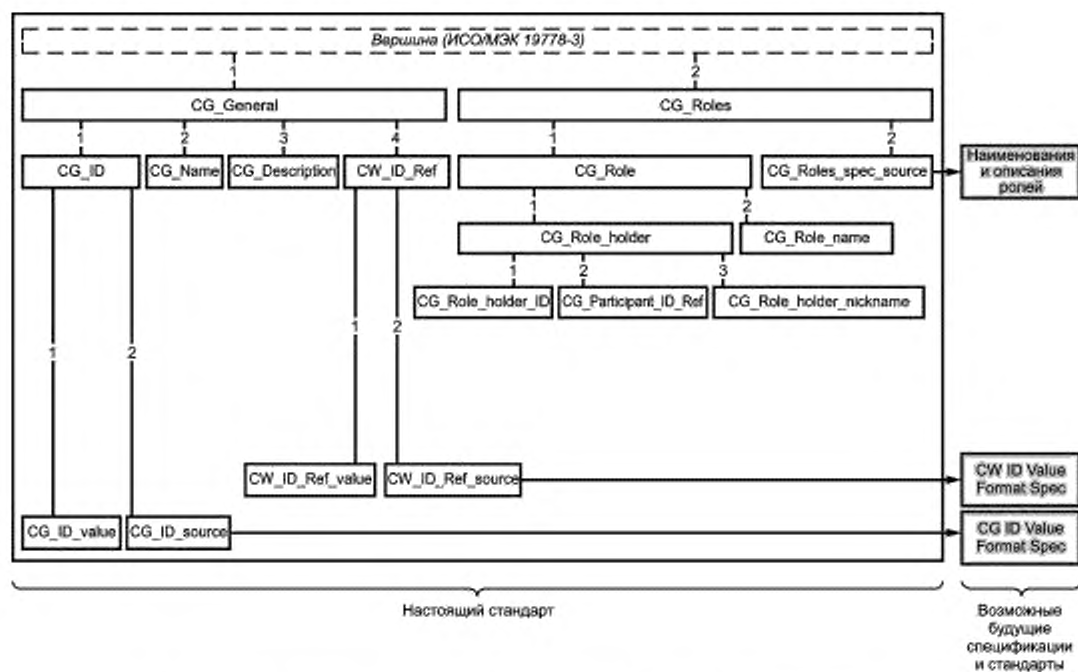 Вершина (ИСО/МЭК 19778-3)
1 2
CG_General CG_Roles
1 2 3 4 1 2
CG_ID CG_Name CG_Description CW_ID_Ref CG_Role CG_Roles_spec_source
Наименования
и описания
ролей
1 2
CG_Role_holder CG_Role_name
1 2 3
CG_Role_holder_ID CG_Participant_ID_Ref CG_Role_holder_nickname
1 2 1 2
CW_ID_Ref_value CW_ID_Ref_source
CW ID Value
Format Spec
CG_ID_value CG_ID_source
CG ID Value
Format Spec
Настоящий стандарт
Возможные
будущие
спецификации
и стандарты